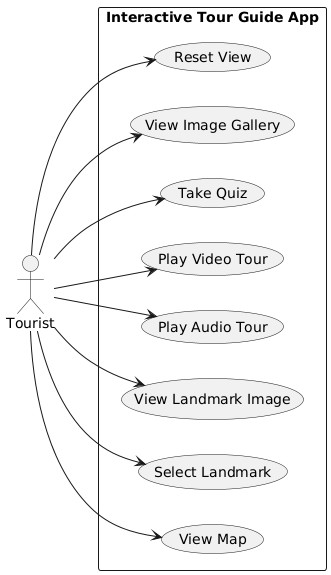 Interactive Tour Guide App
Reset View
View Image Gallery
Take Quiz
Play Video Tour
Play Audio Tour
Tourist
View Landmark Image
Select Landmark
View Map